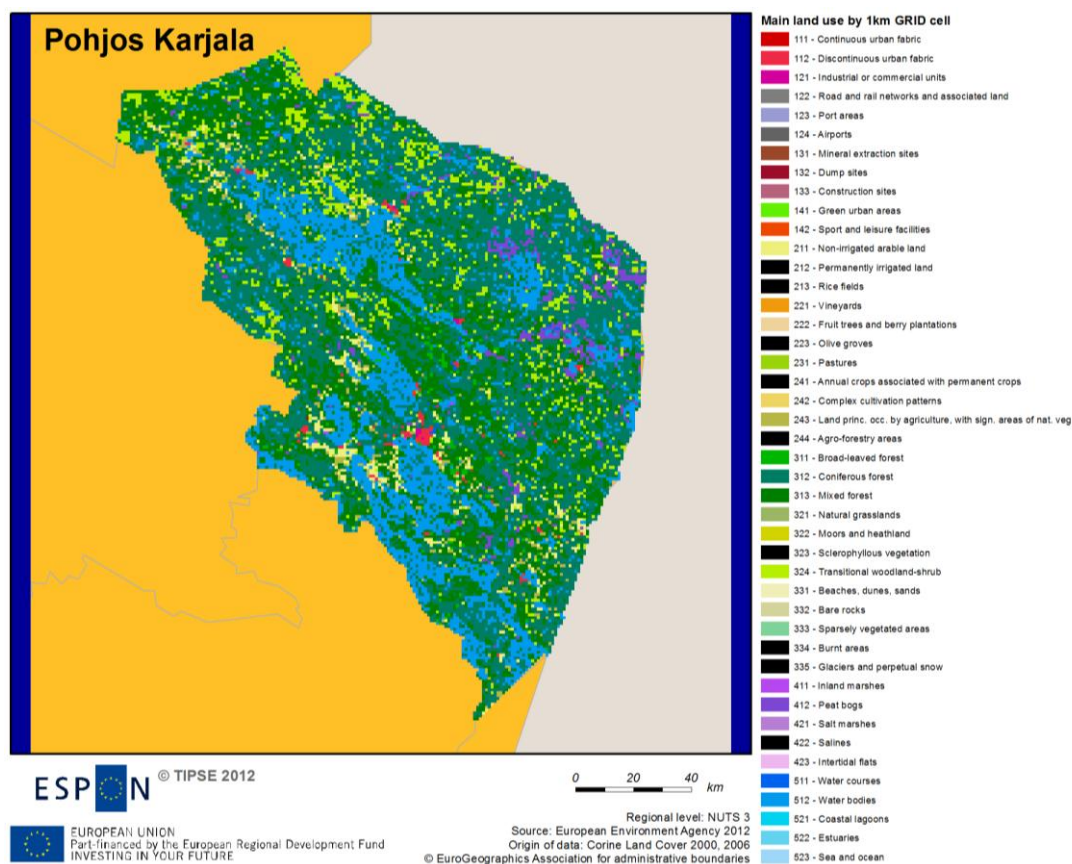 Pohjos Karjala
Main land use by 1km GRID cell
111 - Continuous urban fabric
112 - Discontinuous urban fabric
121 - Industrial or commercial units
122 - Road and rail networks and associated land
123 - Port areas
124 - Airports
131 - Mineral extraction sites
132 - Dump sites
133 - Construction sites
141 - Green urban areas
142 - Sport and leisure facilities
211 - Non-irrigated arable land
212 - Permanently irrigated land
213 - Rice fields
221 - Vineyards
222 - Fruit trees and berry plantations
223 - Olive groves
231 - Pastures
241 - Annual crops associated with permanent crops
242 - Complex cultivation patterns
243 - Land princ. occ. by agriculture, with sign. areas of nat. veg
244 - Agro-forestry areas
311 - Broad-leaved forest
312 - Coniferous forest
313 - Mixed forest
321 - Natural grasslands
322 - Moors and heathland
323 - Sclerophyllous vegetation
324 - Transitional woodland-shrub
331 - Beaches, dunes, sands
332 - Bare rocks
333 - Sparsely vegetated areas
334 - Burnt areas
335 - Glaciers and perpetual snow
411 - Inland marshes
412 - Peat bogs
421 - Salt marshes
422 - Salines
423 - Intertidal flats
511 - Water courses
512 - Water bodies
521 - Coastal lagoons
522 - Estuaries
523 - Sea and ocean
ESPON © TIPSE 2012
0 20 40 km
EUROPEAN UNION
Part-financed by the European Regional Development Fund
INVESTING IN YOUR FUTURE
Regional level: NUTS 3
Source: European Environment Agency 2012
Origin of data: Corine Land Cover 2000, 2006
© EuroGeographics Association for administrative boundaries